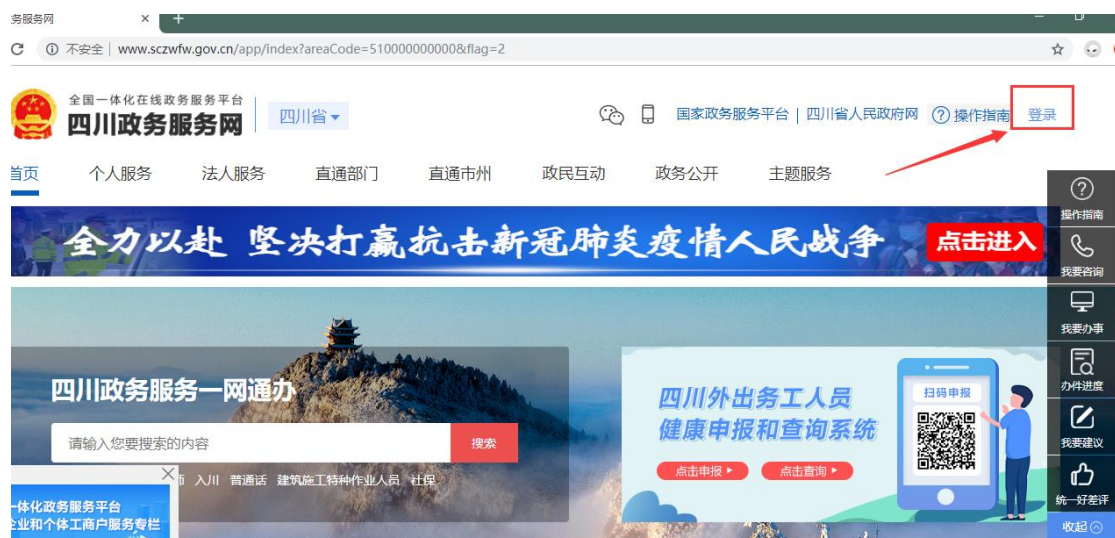 务服务网
不安全 | www.sczwfw.gov.cn/app/index?areaCode=510000000000&flag=2
全国一体化在线政务服务平台
四川政务服务网
四川省
国家政务服务平台 | 四川省人民政府网
操作指南
登录
首页 个人服务 法人服务 直通部门 直通市州 政民互动 政务公开 主题服务
全力以赴 坚决打赢抗击新冠肺炎疫情人民战争
点击进入
四川政务服务一网通办
请输入您要搜索的内容
搜索
入川 普通话 建筑施工特种作业人员 社保
一体化政务服务平台
企业和个体工商户服务专栏
四川外出务工人员
健康申报和查询系统
点击申报
点击查询
扫码申报
操作指南
我要咨询
我要办事
办件进度
我要建议
统一好差评
收起